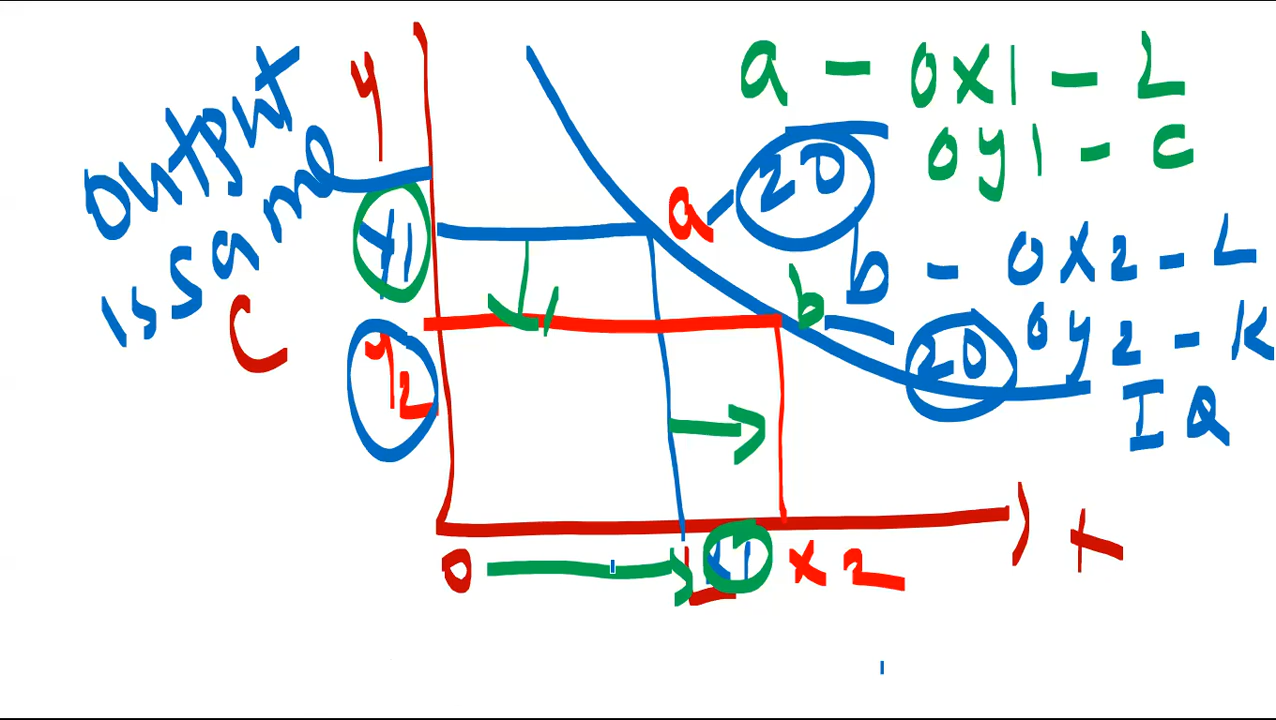 y
output
is same
a - 0x1 - L
0y1 - C
a - 20
y1
b - 0x2 - L
0y2 - K
b - 20
C
y2
IQ
0
L
x1
x2